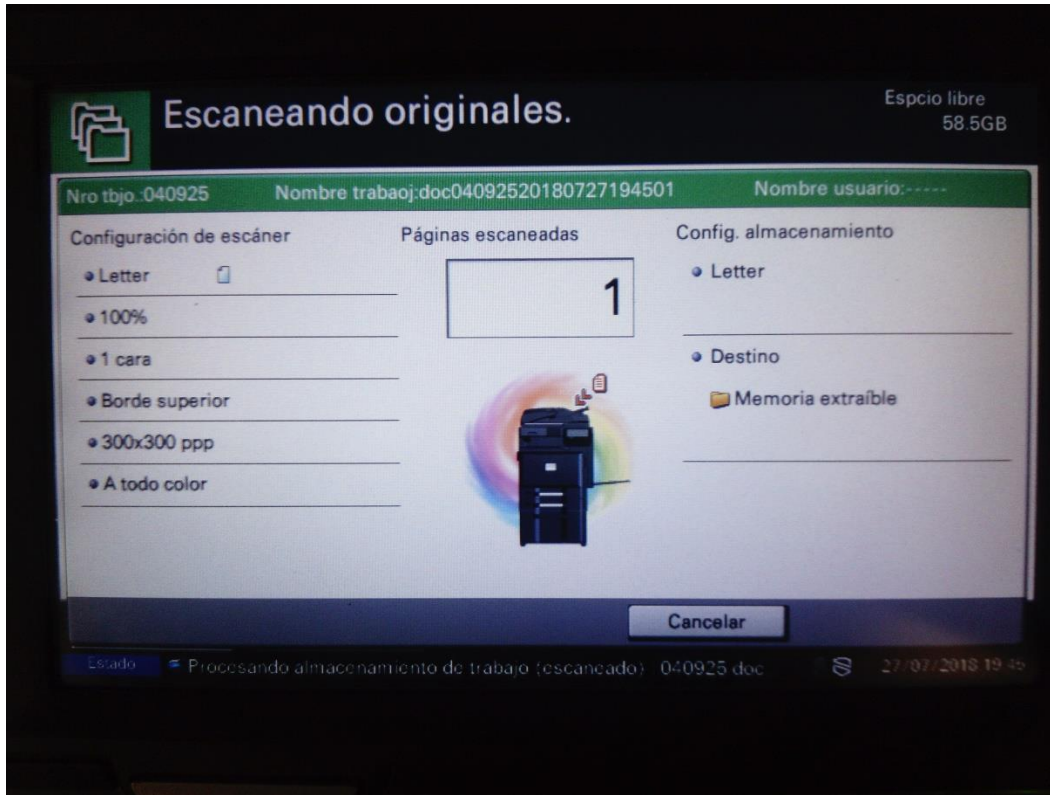 Escaneando originales.
Espcio libre
58.5GB
Nro tbjo.:040925 Nombre trabaoj:doc04092520180727194501 Nombre usuario:-----
Configuración de escáner
Letter
100%
1 cara
Borde superior
300x300 ppp
A todo color
Páginas escaneadas
1
Config. almacenamiento
Letter
Destino
Memoria extraíble
Cancelar
Estado Procesando almacenamiento de trabajo (escaneado) 040925 doc 27/07/2018 19:45